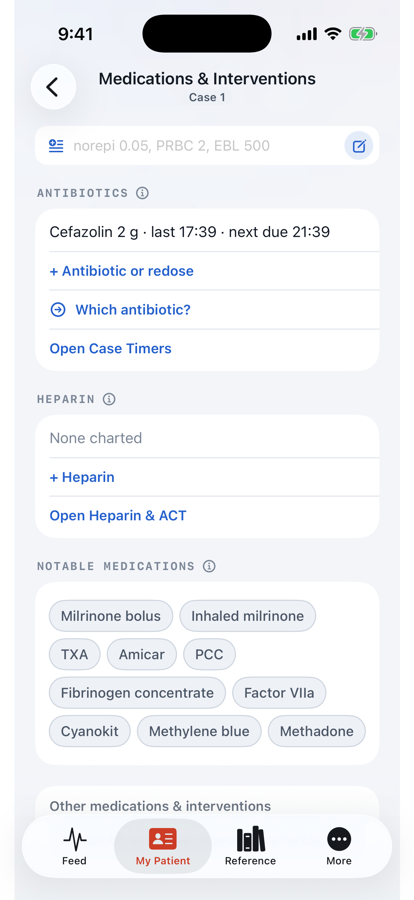 9:41
Medications & Interventions
Case 1
norepi 0.05, PRBC 2, EBL 500
ANTIBIOTICS
Cefazolin 2 g · last 17:39 · next due 21:39
+ Antibiotic or redose
Which antibiotic?
Open Case Timers
HEPARIN
None charted
+ Heparin
Open Heparin & ACT
NOTABLE MEDICATIONS
Milrinone bolus Inhaled milrinone
TXA Amicar PCC
Fibrinogen concentrate Factor VIIa
Cyanokit Methylene blue Methadone
Other medications & interventions
Feed My Patient Reference More